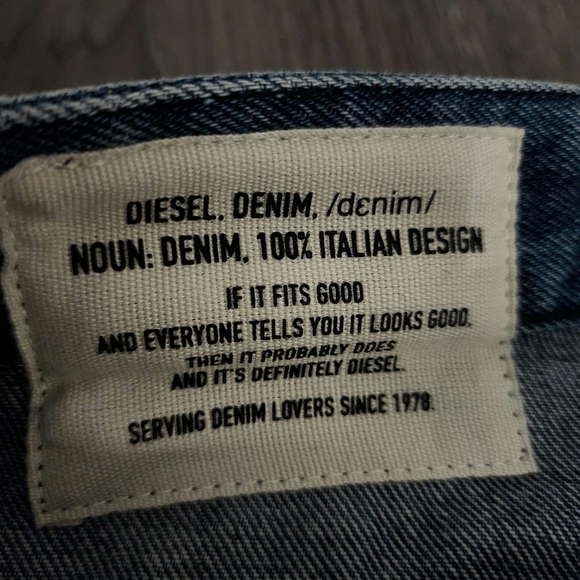 DIESEL. DENIM. /dɛnim/
NOUN: DENIM. 100% ITALIAN DESIGN
IF IT FITS GOOD
AND EVERYONE TELLS YOU IT LOOKS GOOD.
THEN IT PROBABLY DOES
AND IT'S DEFINITELY DIESEL.
SERVING DENIM LOVERS SINCE 1978.